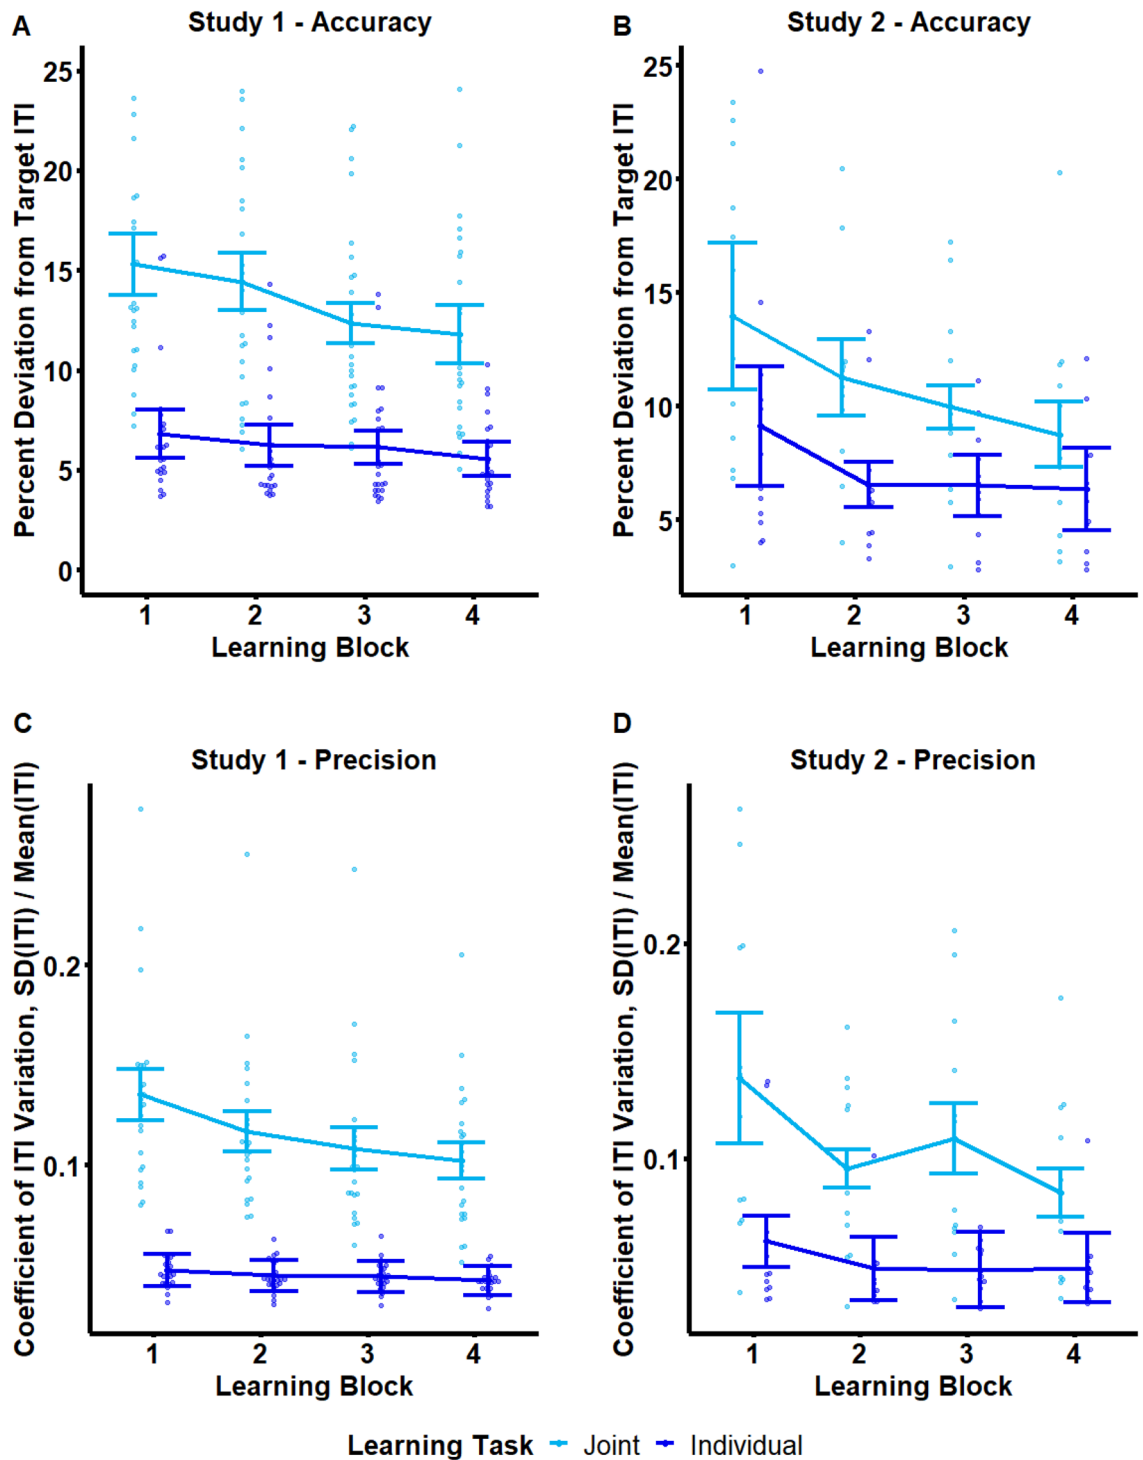 A
Study 1 - Accuracy
Percent Deviation from Target ITI
25
20
15
10
5
0
1 2 3 4
Learning Block
B
Study 2 - Accuracy
Percent Deviation from Target ITI
25
20
15
10
5
1 2 3 4
Learning Block
C
Study 1 - Precision
Coefficient of ITI Variation, SD(ITI) / Mean(ITI)
0.2
0.1
1 2 3 4
Learning Block
D
Study 2 - Precision
Coefficient of ITI Variation, SD(ITI) / Mean(ITI)
0.2
0.1
1 2 3 4
Learning Block
Learning Task Joint Individual